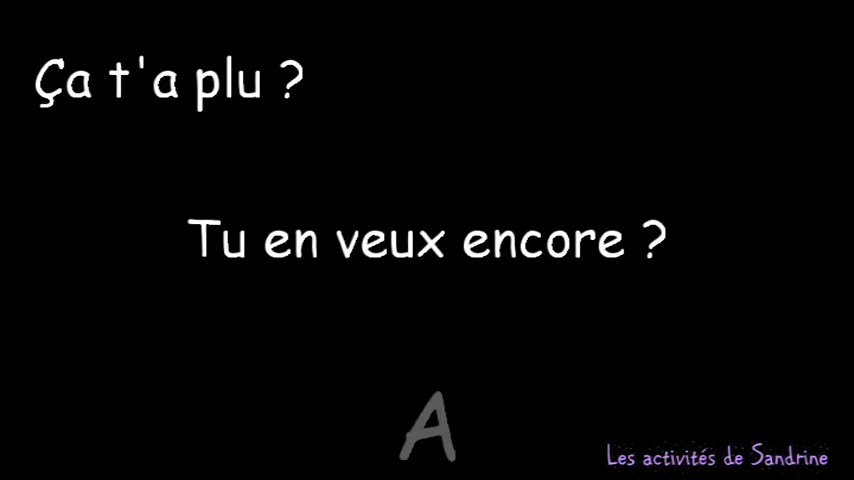 Ça t'a plu ?
Tu en veux encore ?
A
Les activités de Sandrine